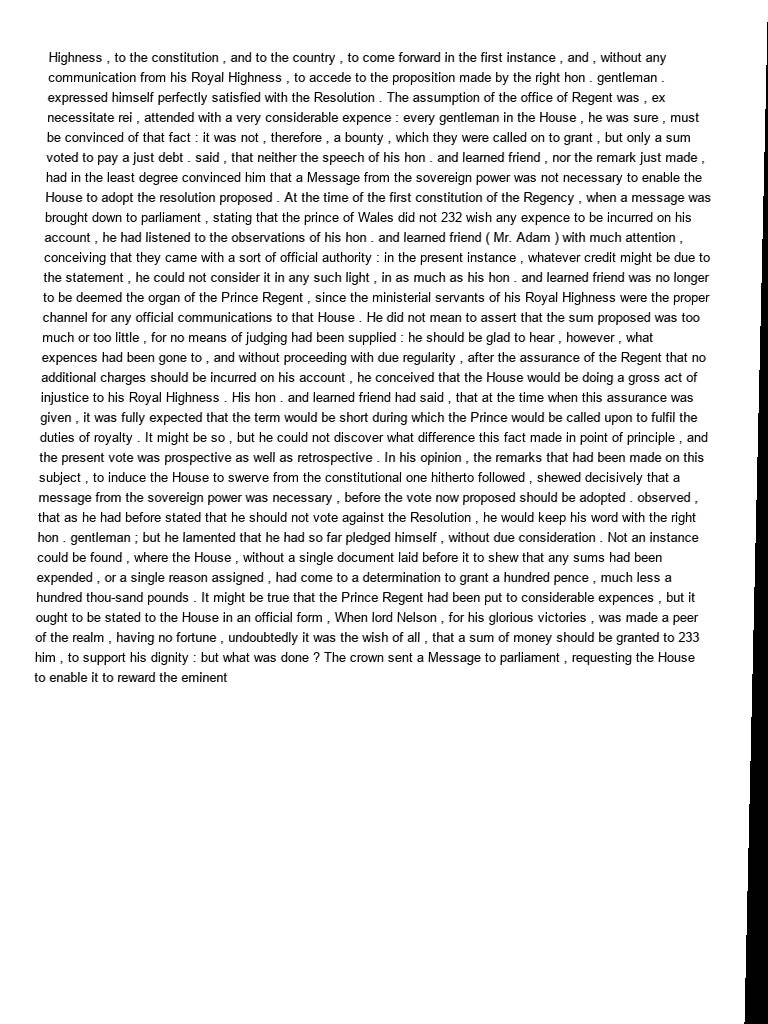 Highness , to the constitution , and to the country , to come forward in the first instance , and , without any
communication from his Royal Highness , to accede to the proposition made by the right hon . gentleman .
expressed himself perfectly satisfied with the Resolution . The assumption of the office of Regent was , ex
necessitate rei , attended with a very considerable expence : every gentleman in the House , he was sure , must
be convinced of that fact : it was not , therefore , a bounty , which they were called on to grant , but only a sum
voted to pay a just debt . said , that neither the speech of his hon . and learned friend , nor the remark just made ,
had in the least degree convinced him that a Message from the sovereign power was not necessary to enable the
House to adopt the resolution proposed . At the time of the first constitution of the Regency , when a message was
brought down to parliament , stating that the prince of Wales did not 232 wish any expence to be incurred on his
account , he had listened to the observations of his hon . and learned friend ( Mr. Adam ) with much attention ,
conceiving that they came with a sort of official authority : in the present instance , whatever credit might be due to
the statement , he could not consider it in any such light , in as much as his hon . and learned friend was no longer
to be deemed the organ of the Prince Regent , since the ministerial servants of his Royal Highness were the proper
channel for any official communications to that House . He did not mean to assert that the sum proposed was too
much or too little , for no means of judging had been supplied : he should be glad to hear , however , what
expences had been gone to , and without proceeding with due regularity , after the assurance of the Regent that no
additional charges should be incurred on his account , he conceived that the House would be doing a gross act of
injustice to his Royal Highness . His hon . and learned friend had said , that at the time when this assurance was
given , it was fully expected that the term would be short during which the Prince would be called upon to fulfil the
duties of royalty . It might be so , but he could not discover what difference this fact made in point of principle , and
the present vote was prospective as well as retrospective . In his opinion , the remarks that had been made on this
subject , to induce the House to swerve from the constitutional one hitherto followed , shewed decisively that a
message from the sovereign power was necessary , before the vote now proposed should be adopted . observed ,
that as he had before stated that he should not vote against the Resolution , he would keep his word with the right
hon . gentleman ; but he lamented that he had so far pledged himself , without due consideration . Not an instance
could be found , where the House , without a single document laid before it to shew that any sums had been
expended , or a single reason assigned , had come to a determination to grant a hundred pence , much less a
hundred thou-sand pounds . It might be true that the Prince Regent had been put to considerable expences , but it
ought to be stated to the House in an official form , When lord Nelson , for his glorious victories , was made a peer
of the realm , having no fortune , undoubtedly it was the wish of all , that a sum of money should be granted to 233
him , to support his dignity : but what was done ? The crown sent a Message to parliament , requesting the House
to enable it to reward the eminent